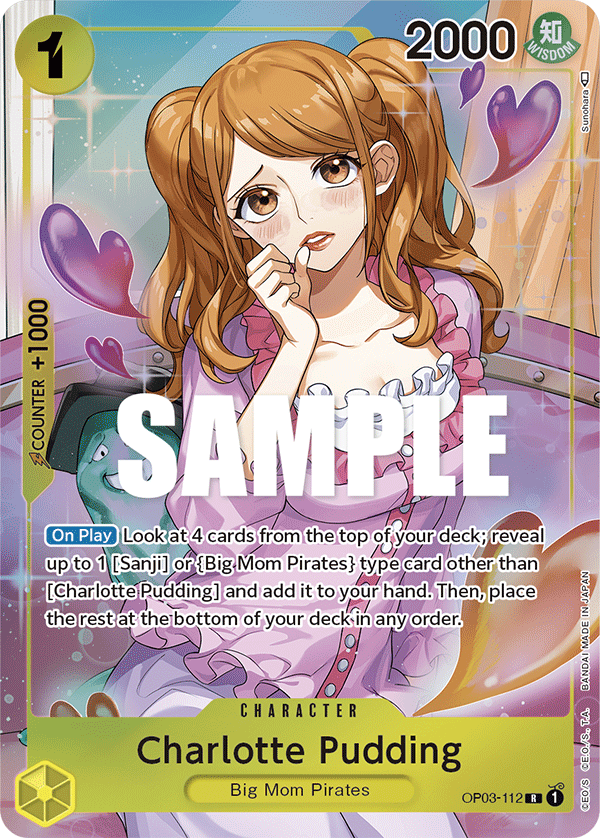 1
2000
知
WISDOM
Sunohara
COUNTER +1000
SAMPLE
On Play Look at 4 cards from the top of your deck; reveal
up to 1 [Sanji] or {Big Mom Pirates} type card other than
[Charlotte Pudding] and add it to your hand. Then, place
the rest at the bottom of your deck in any order.
CHARACTER
Charlotte Pudding
Big Mom Pirates
OP03-112 R 1
©E.O/S ©E.O./S., T.A. BANDAI MADE IN JAPAN